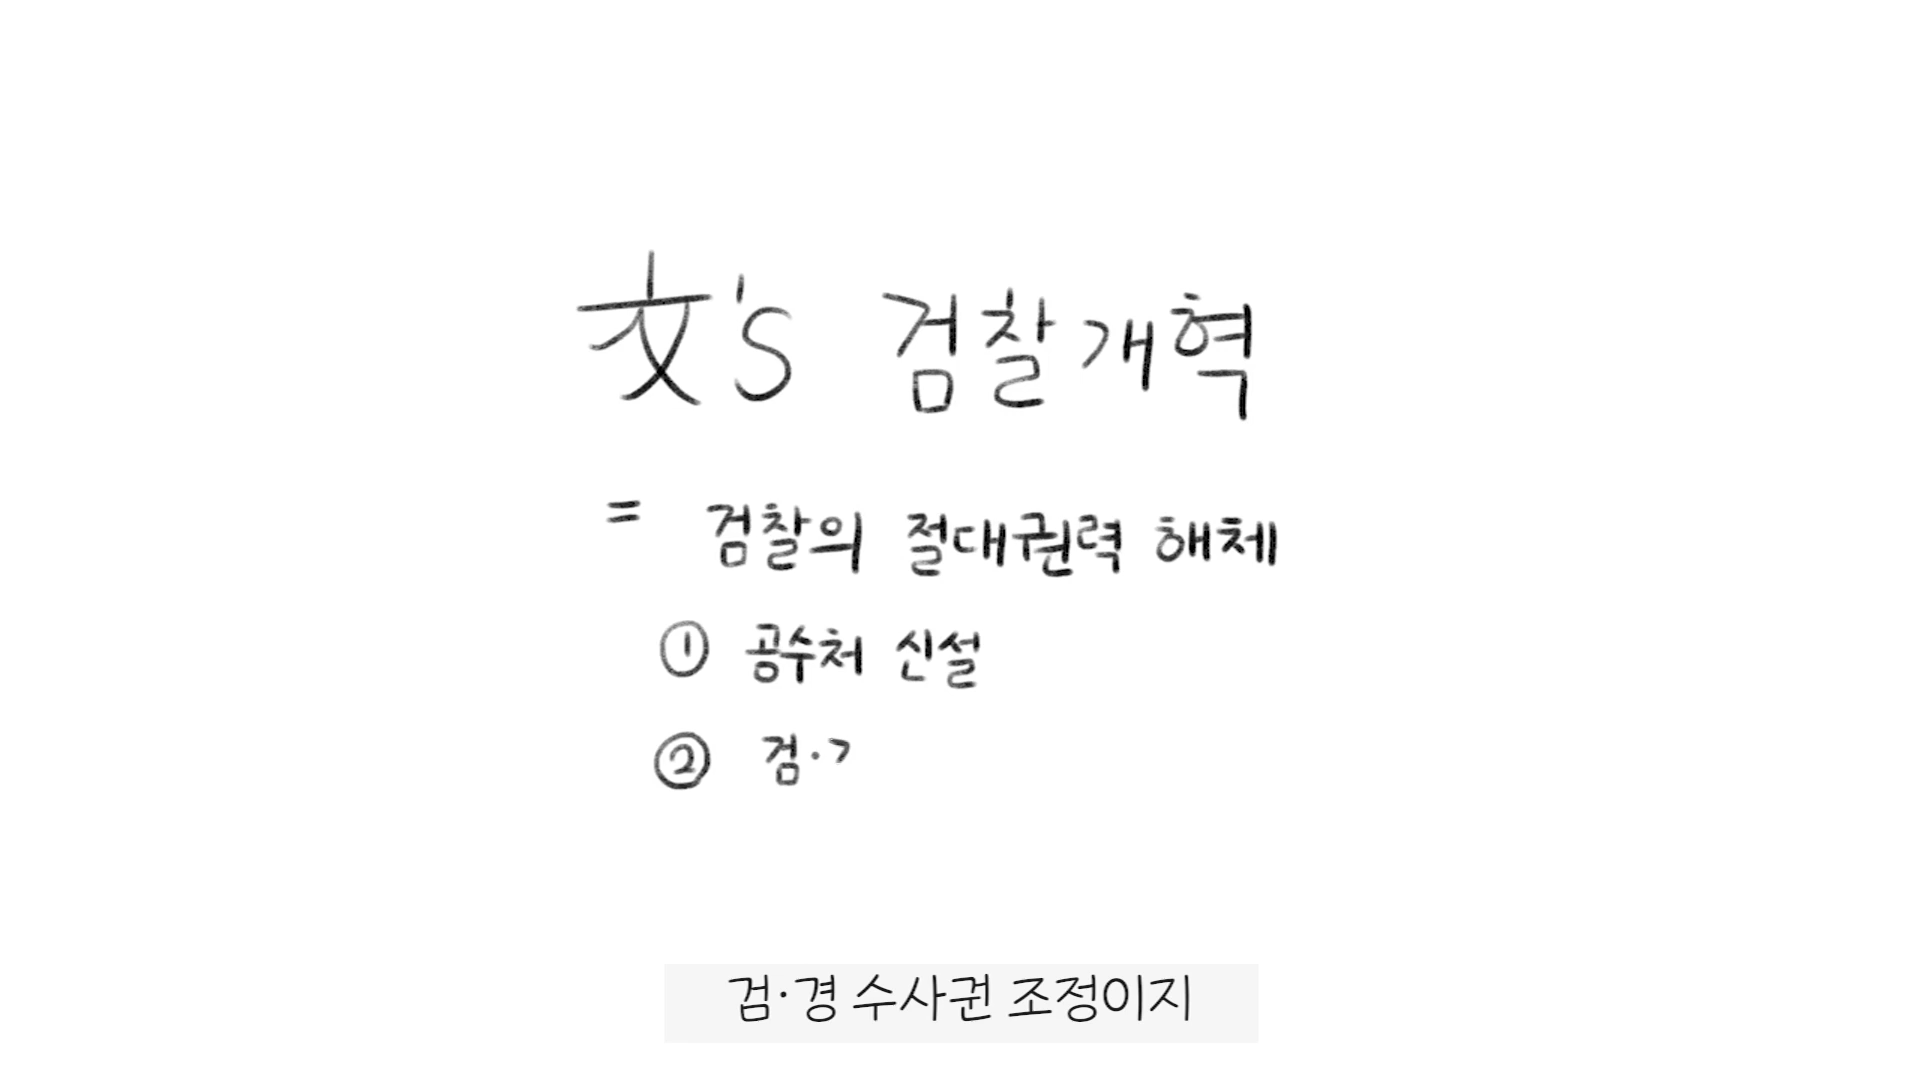 文's 검찰개혁
= 검찰의 절대권력 해체
① 공수처 신설
② 검·ㄱ
검·경 수사권 조정이지